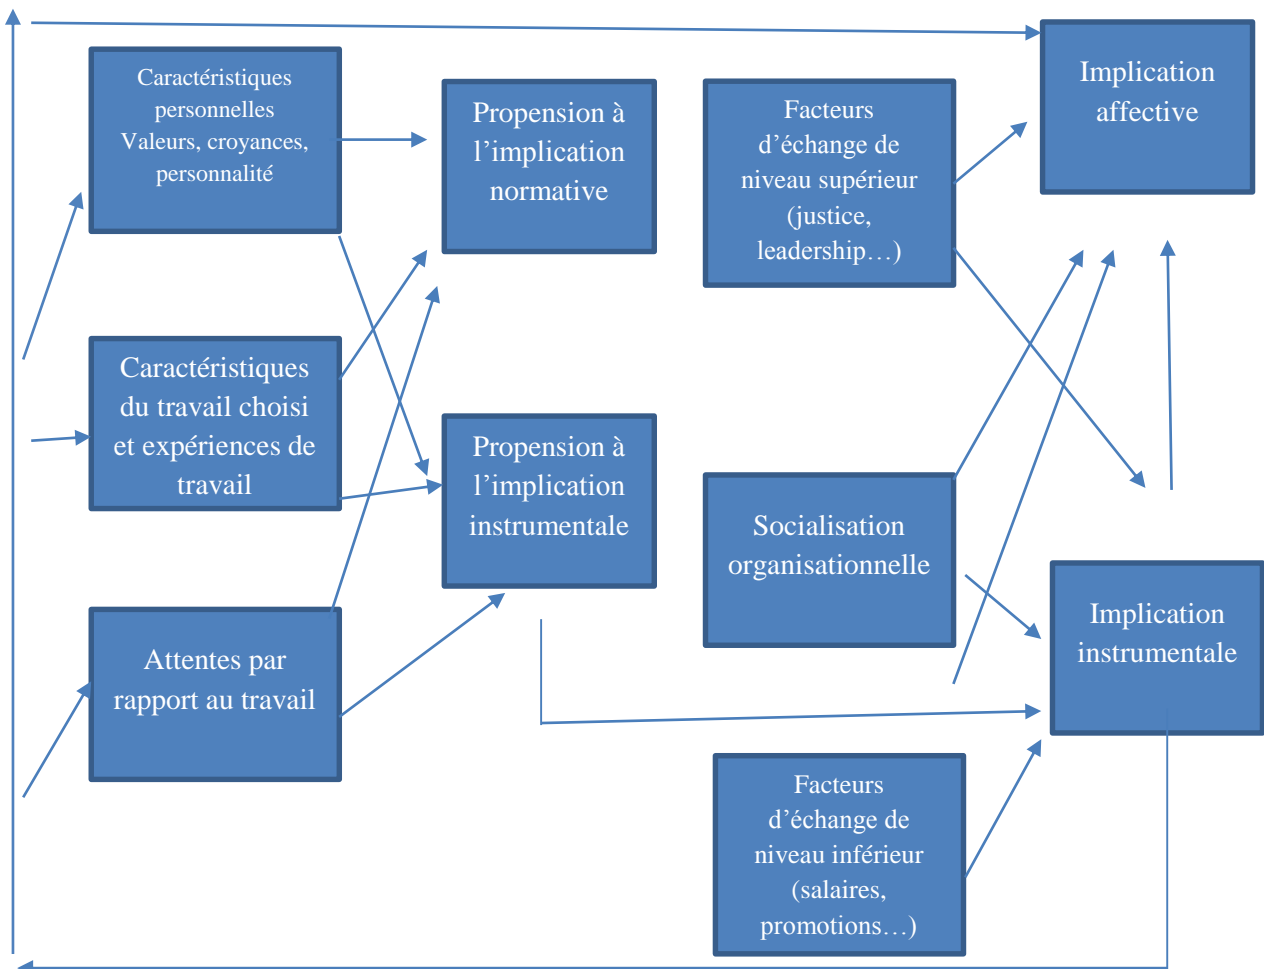 Caractéristiques
personnelles
Valeurs, croyances,
personnalité
Propension à
l’implication
normative
Facteurs
d’échange de
niveau supérieur
(justice,
leadership…)
Implication
affective
Caractéristiques
du travail choisi
et expériences de
travail
Propension à
l’implication
instrumentale
Socialisation
organisationnelle
Implication
instrumentale
Attentes par
rapport au travail
Facteurs
d’échange de
niveau inférieur
(salaires,
promotions…)